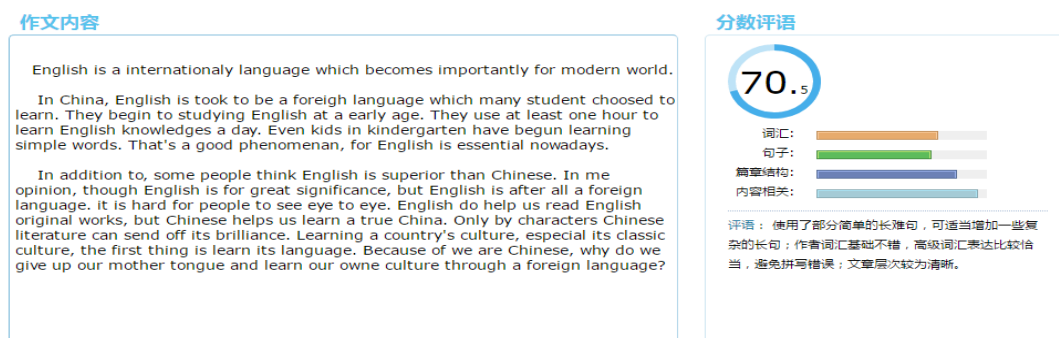 作文内容
English is a internationaly language which becomes importantly for modern world.
In China, English is took to be a foreigh language which many student choosed to
learn. They begin to studying English at a early age. They use at least one hour to
learn English knowledges a day. Even kids in kindergarten have begun learning
simple words. That's a good phenomenan, for English is essential nowadays.
In addition to, some people think English is superior than Chinese. In me
opinion, though English is for great significance, but English is after all a foreign
language. it is hard for people to see eye to eye. English do help us read English
original works, but Chinese helps us learn a true China. Only by characters Chinese
literature can send off its brilliance. Learning a country's culture, especial its classic
culture, the first thing is learn its language. Because of we are Chinese, why do we
give up our mother tongue and learn our owne culture through a foreign language?
分数评语
70.5
词汇:
句子:
篇章结构:
内容相关:
评语：使用了部分简单的长难句，可适当增加一些复
杂的长句；作者词汇基础不错，高级词汇表达比较恰
当，避免拼写错误；文章层次较为清晰。